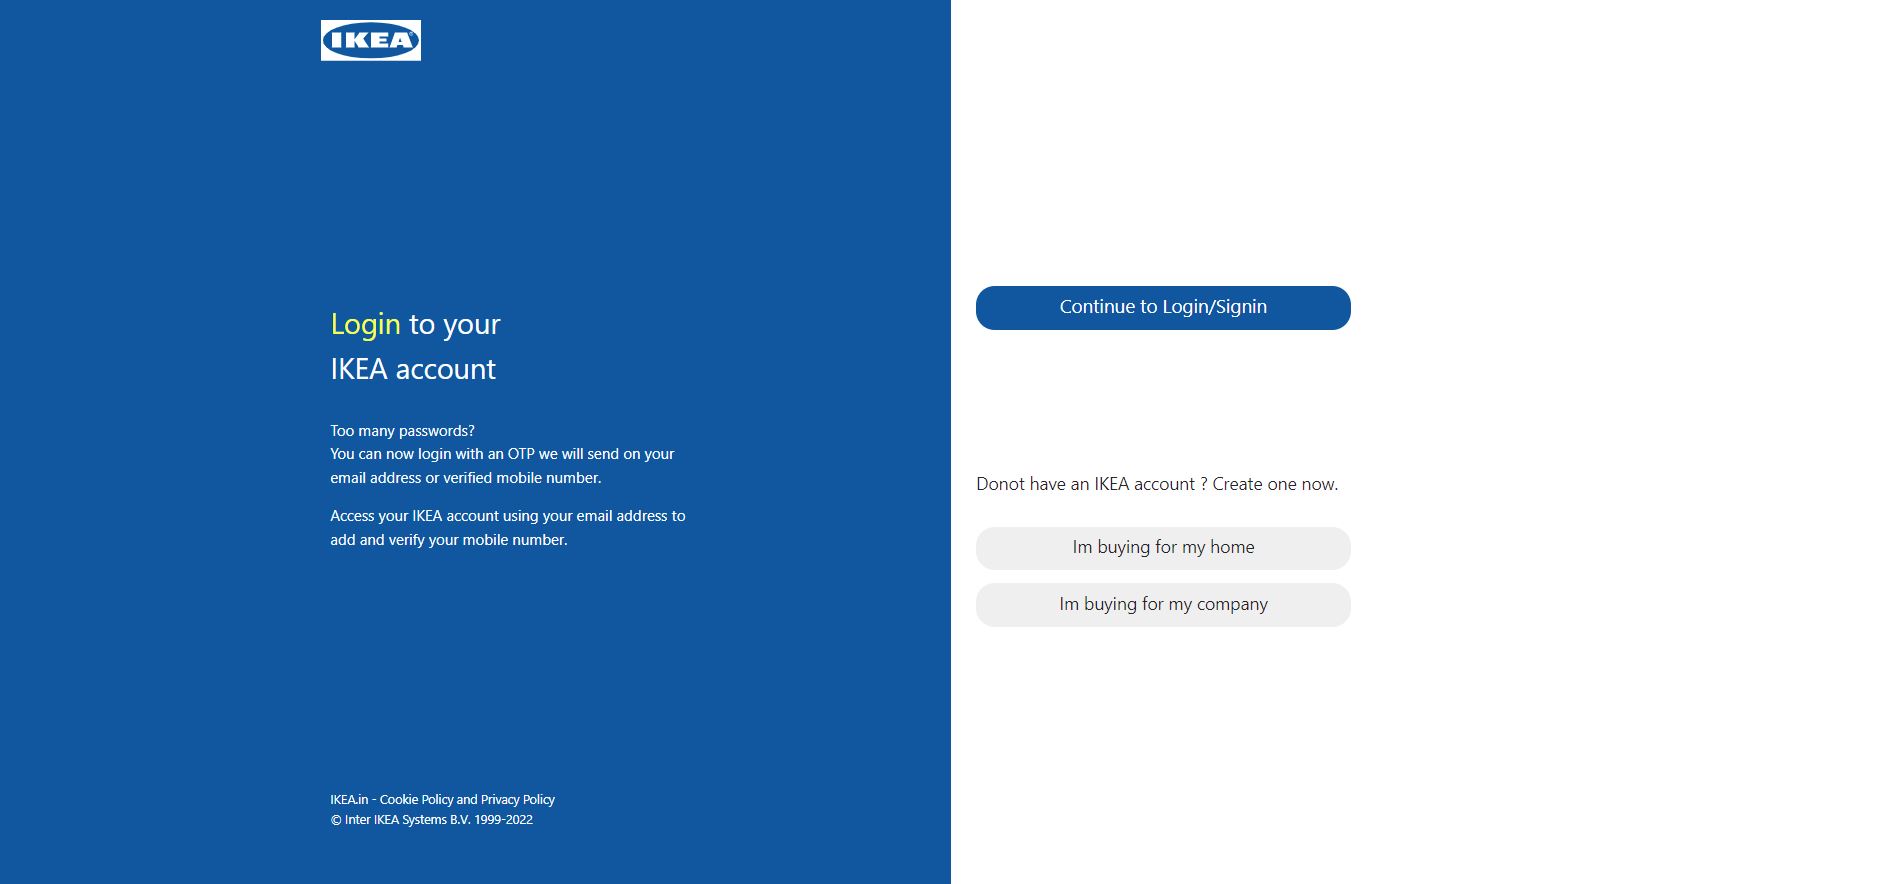 IKEA
Login to your
IKEA account
Too many passwords?
You can now login with an OTP we will send on your
email address or verified mobile number.
Access your IKEA account using your email address to
add and verify your mobile number.
IKEA.in - Cookie Policy and Privacy Policy
© Inter IKEA Systems B.V. 1999-2022
Continue to Login/Signin
Donot have an IKEA account ? Create one now.
Im buying for my home
Im buying for my company